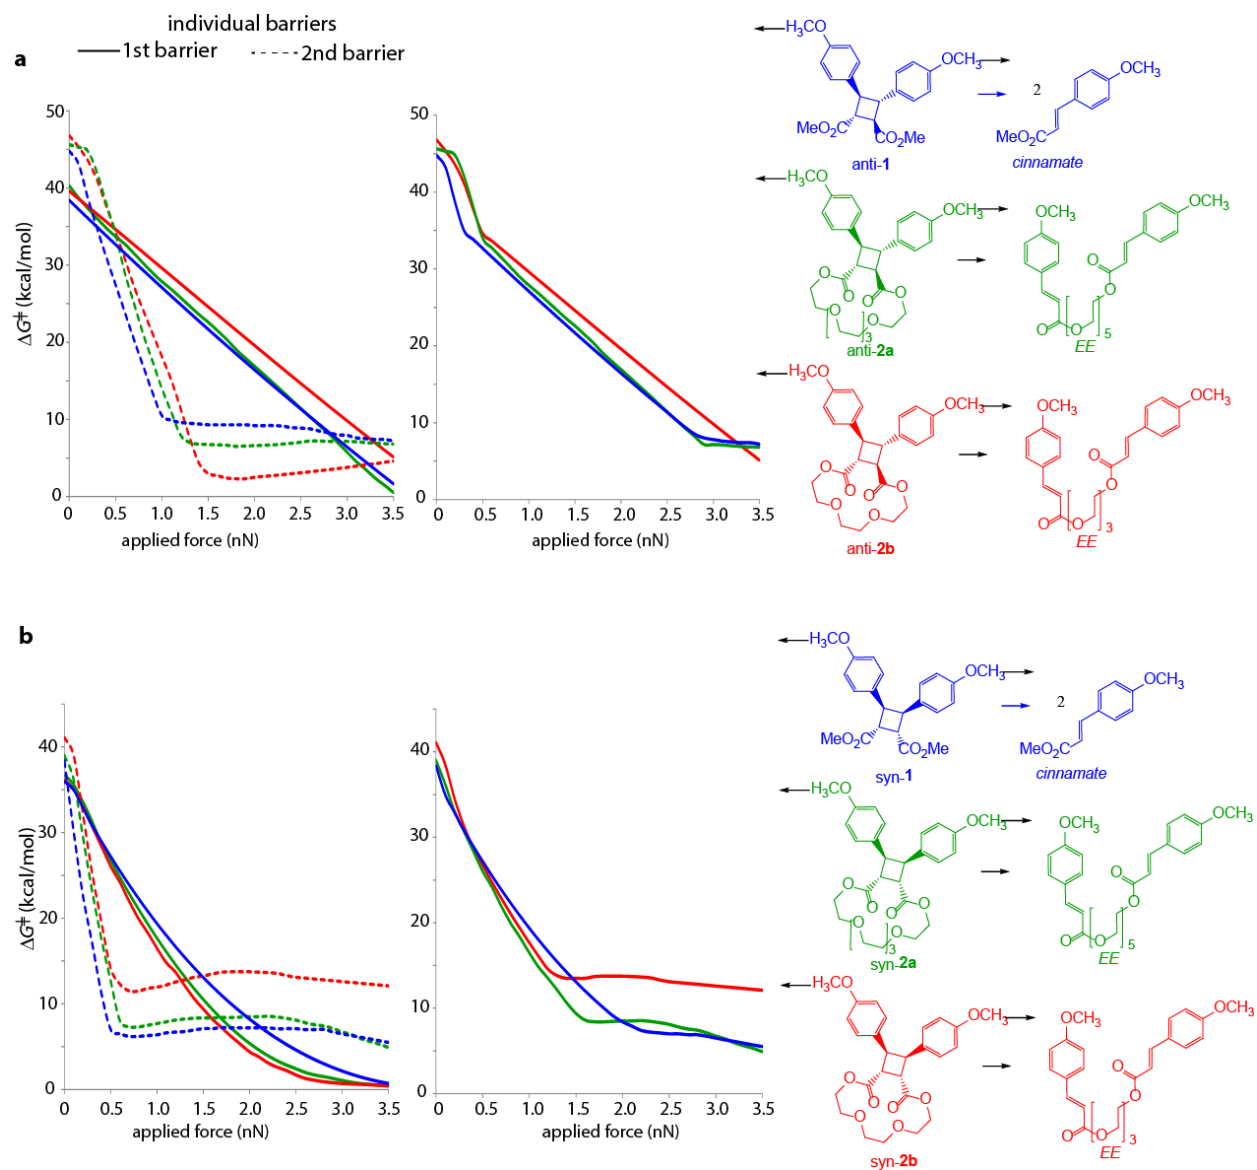 individual barriers
1st barrier
2nd barrier
a
50
40
30
20
10
0
ΔG‡ (kcal/mol)
0 0.5 1.0 1.5 2.0 2.5 3.0 3.5
applied force (nN)
50
40
30
20
10
0
0 0.5 1.0 1.5 2.0 2.5 3.0 3.5
applied force (nN)
H3CO
OCH3
MeO2C
CO2Me
anti-1
2
OCH3
MeO2C
cinnamate
H3CO
OCH3
O
O
O
O
O
O
3
anti-2a
OCH3
OCH3
O
O
O
O
5
EE
H3CO
OCH3
O
O
O
O
O
O
anti-2b
OCH3
OCH3
O
O
O
O
3
EE
b
40
30
20
10
0
ΔG‡ (kcal/mol)
0 0.5 1.0 1.5 2.0 2.5 3.0 3.5
applied force (nN)
40
30
20
10
0
0 0.5 1.0 1.5 2.0 2.5 3.0 3.5
applied force (nN)
H3CO
OCH3
MeO2C
CO2Me
syn-1
2
OCH3
MeO2C
cinnamate
H3CO
OCH3
O
O
O
O
O
O
3
syn-2a
OCH3
OCH3
O
O
O
O
5
EE
H3CO
OCH3
O
O
O
O
O
O
syn-2b
OCH3
OCH3
O
O
O
O
3
EE